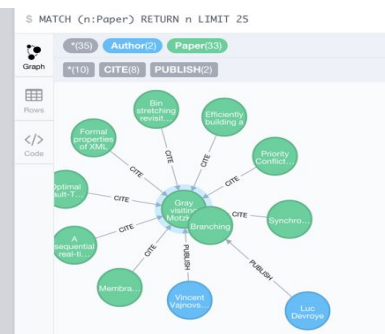 $ MATCH (n:Paper) RETURN n LIMIT 25
*(35) Author(2) Paper(33)
*(10) CITE(8) PUBLISH(2)
Graph
Rows
</>
Code
Bin
stretching
revisit...
Efficiently
building a
Formal
properties
of XML
Priority
Conflict...
CITE
CITE
CITE
CITE
Optimal
ult-T...
CITE
Gray
visiting
Motz...
Branching
CITE
Synchro...
A
sequential
real-ti...
CITE
CITE
Membra...
PUBLISH
PUBLISH
Vincent
Vajnovs...
Luc
Devroye